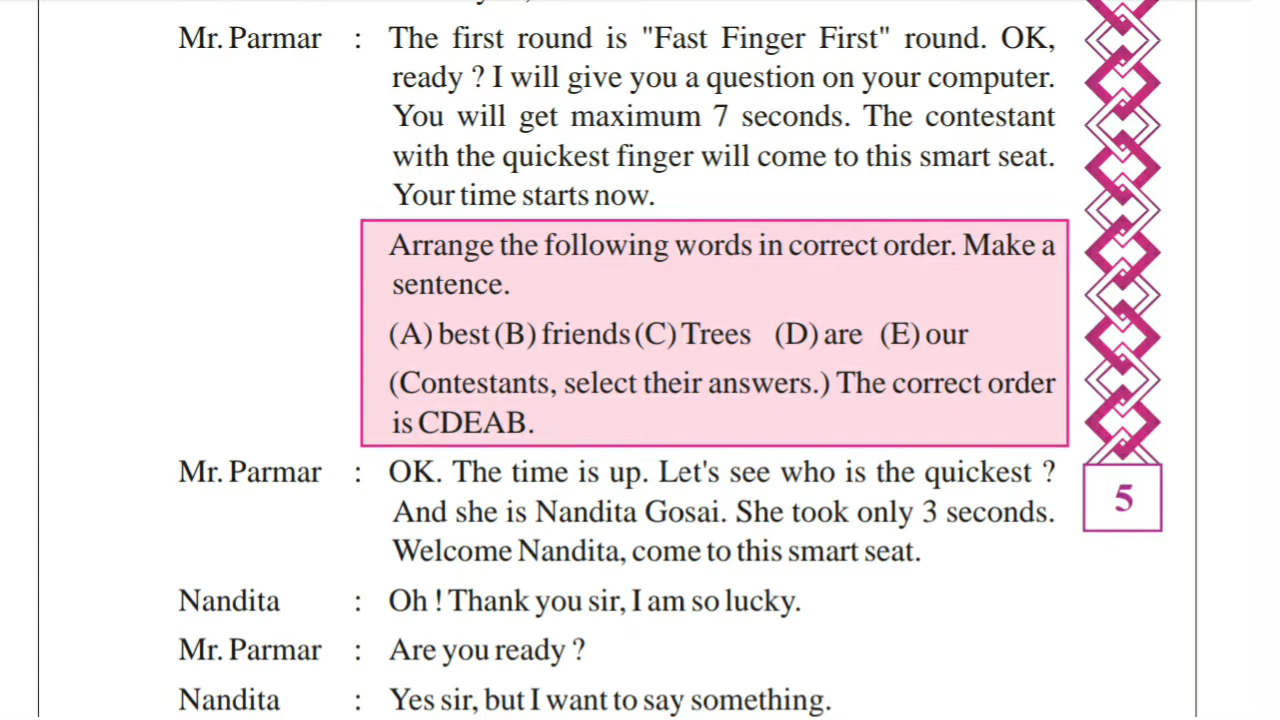 Mr. Parmar : The first round is "Fast Finger First" round. OK,
ready ? I will give you a question on your computer.
You will get maximum 7 seconds. The contestant
with the quickest finger will come to this smart seat.
Your time starts now.
Arrange the following words in correct order. Make a
sentence.
(A) best (B) friends (C) Trees (D) are (E) our
(Contestants, select their answers.) The correct order
is CDEAB.
Mr. Parmar : OK. The time is up. Let's see who is the quickest ?
And she is Nandita Gosai. She took only 3 seconds.
Welcome Nandita, come to this smart seat.
5
Nandita : Oh ! Thank you sir, I am so lucky.
Mr. Parmar : Are you ready ?
Nandita : Yes sir, but I want to say something.